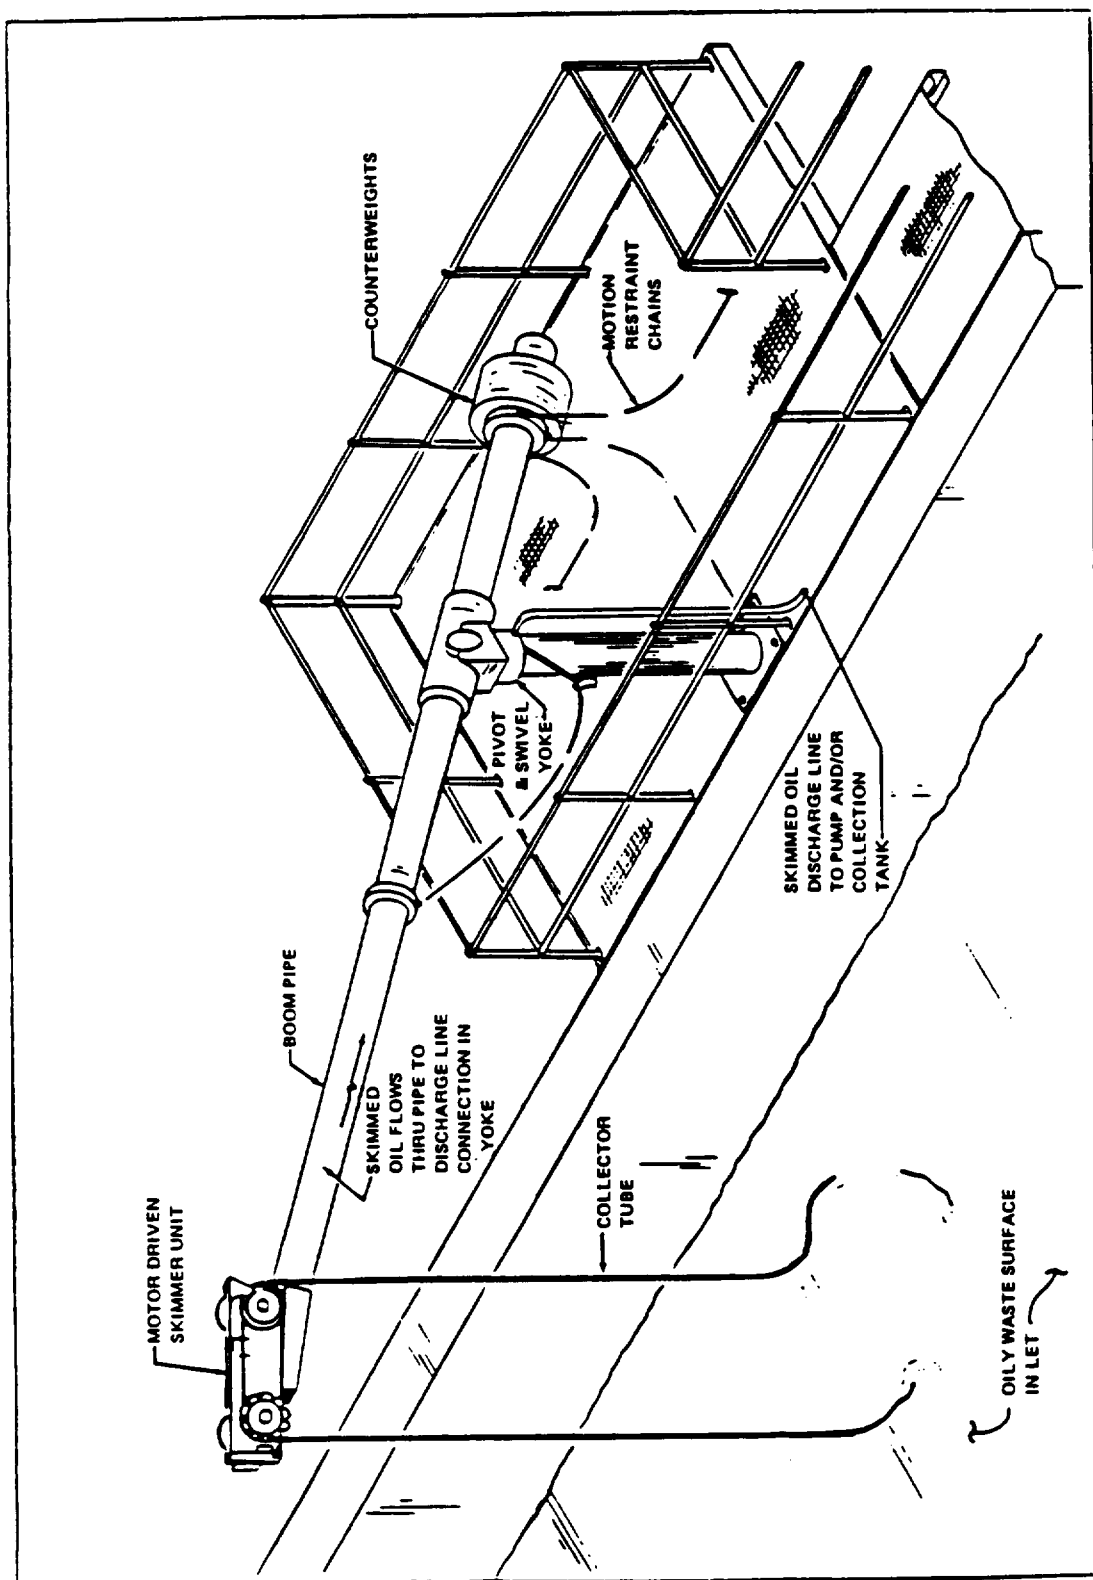 MOTOR DRIVEN
SKIMMER UNIT
BOOM PIPE
COUNTERWEIGHTS
SKIMMED
OIL FLOWS
THRU PIPE TO
DISCHARGE LINE
CONNECTION IN
YOKE
PIVOT
& SWIVEL
YOKE
MOTION
RESTRAINT
CHAINS
COLLECTOR
TUBE
SKIMMED OIL
DISCHARGE LINE
TO PUMP AND/OR
COLLECTION
TANK
OILY WASTE SURFACE
IN LET